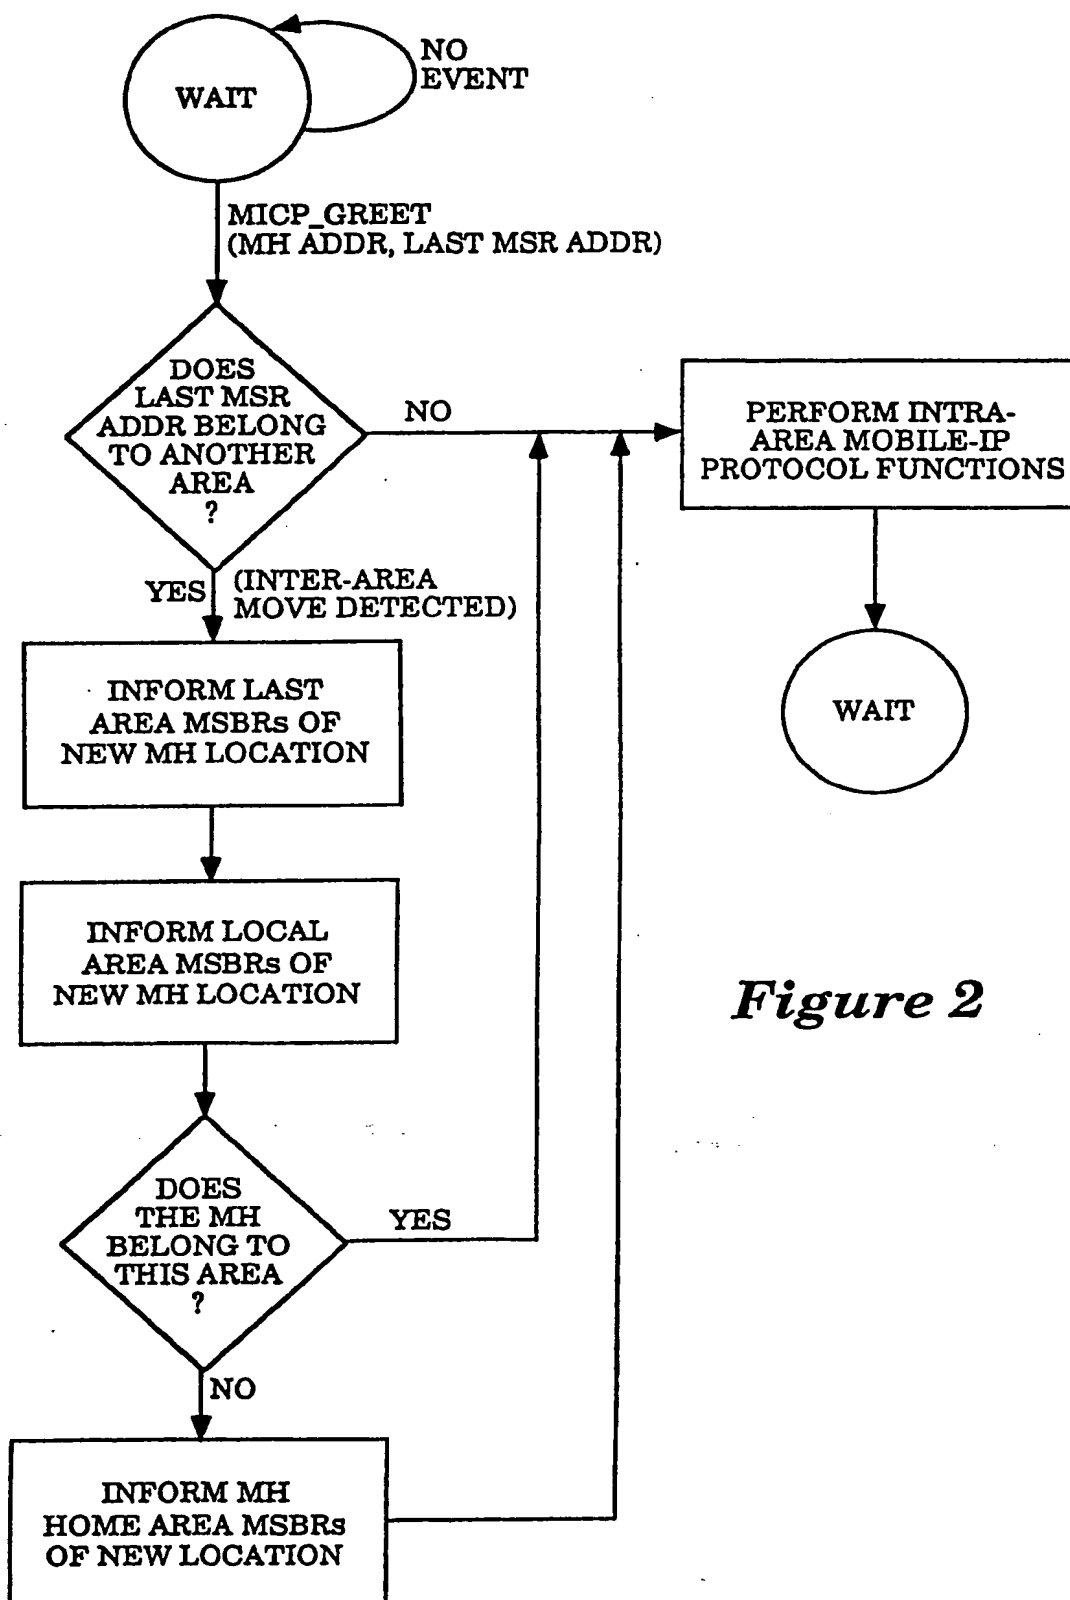 WAIT
NO
EVENT
MICP_GREET
(MH ADDR, LAST MSR ADDR)
DOES
LAST MSR
ADDR BELONG
TO ANOTHER
AREA
?
NO
PERFORM INTRA-
AREA MOBILE-IP
PROTOCOL FUNCTIONS
YES
(INTER-AREA
MOVE DETECTED)
WAIT
INFORM LAST
AREA MSBRs OF
NEW MH LOCATION
INFORM LOCAL
AREA MSBRs OF
NEW MH LOCATION
Figure 2
DOES
THE MH
BELONG TO
THIS AREA
?
YES
NO
INFORM MH
HOME AREA MSBRs
OF NEW LOCATION